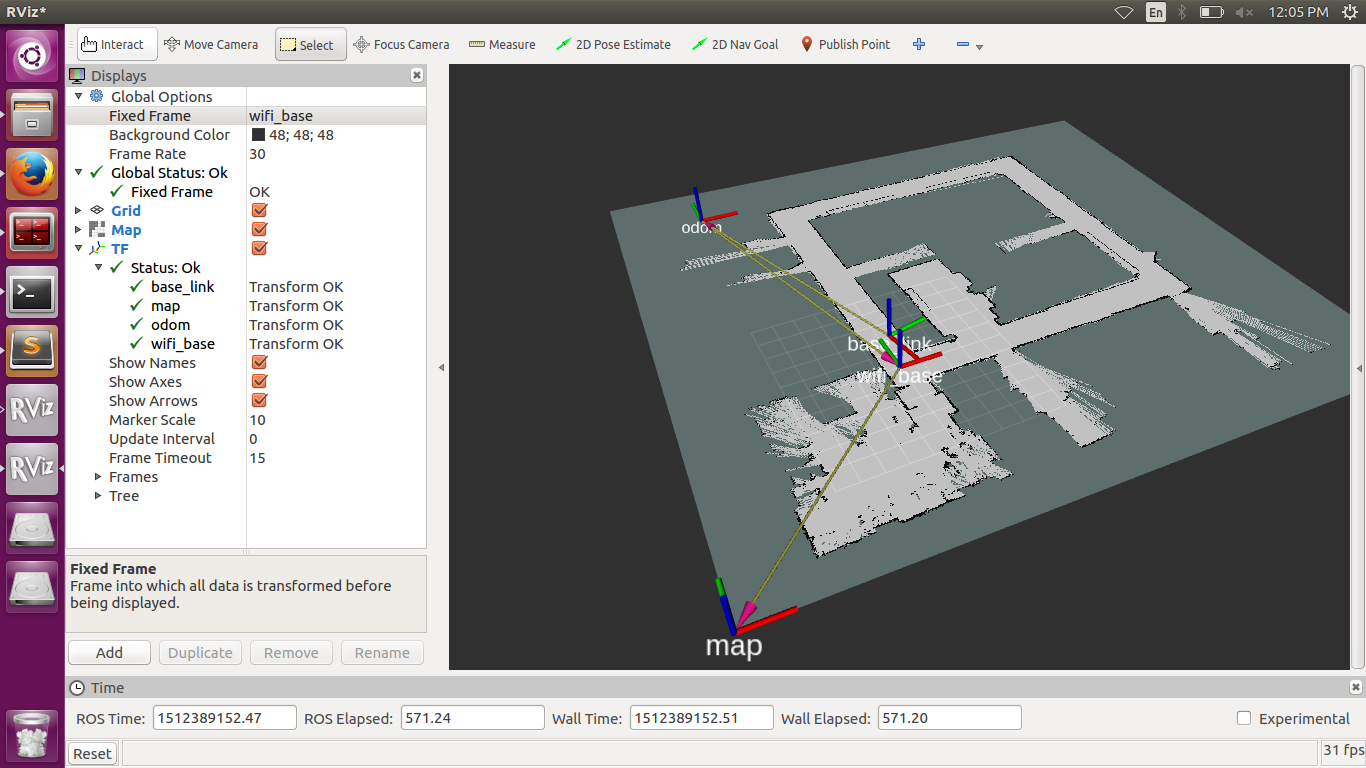 RViz*
En
12:05 PM
Interact Move Camera Select Focus Camera Measure 2D Pose Estimate 2D Nav Goal Publish Point
Displays
Global Options
Fixed Frame wifi_base
Background Color 48; 48; 48
Frame Rate 30
Global Status: Ok
Fixed Frame OK
Grid
Map
TF
Status: Ok
base_link Transform OK
map Transform OK
odom Transform OK
wifi_base Transform OK
Show Names
Show Axes
Show Arrows
Marker Scale 10
Update Interval 0
Frame Timeout 15
Frames
Tree
Fixed Frame
Frame into which all data is transformed before
being displayed.
Add Duplicate Remove Rename
odom
base_link
wifi_base
map
RViz
RViz
Time
ROS Time: 1512389152.47 ROS Elapsed: 571.24 Wall Time: 1512389152.51 Wall Elapsed: 571.20 Experimental
Reset 31 fps